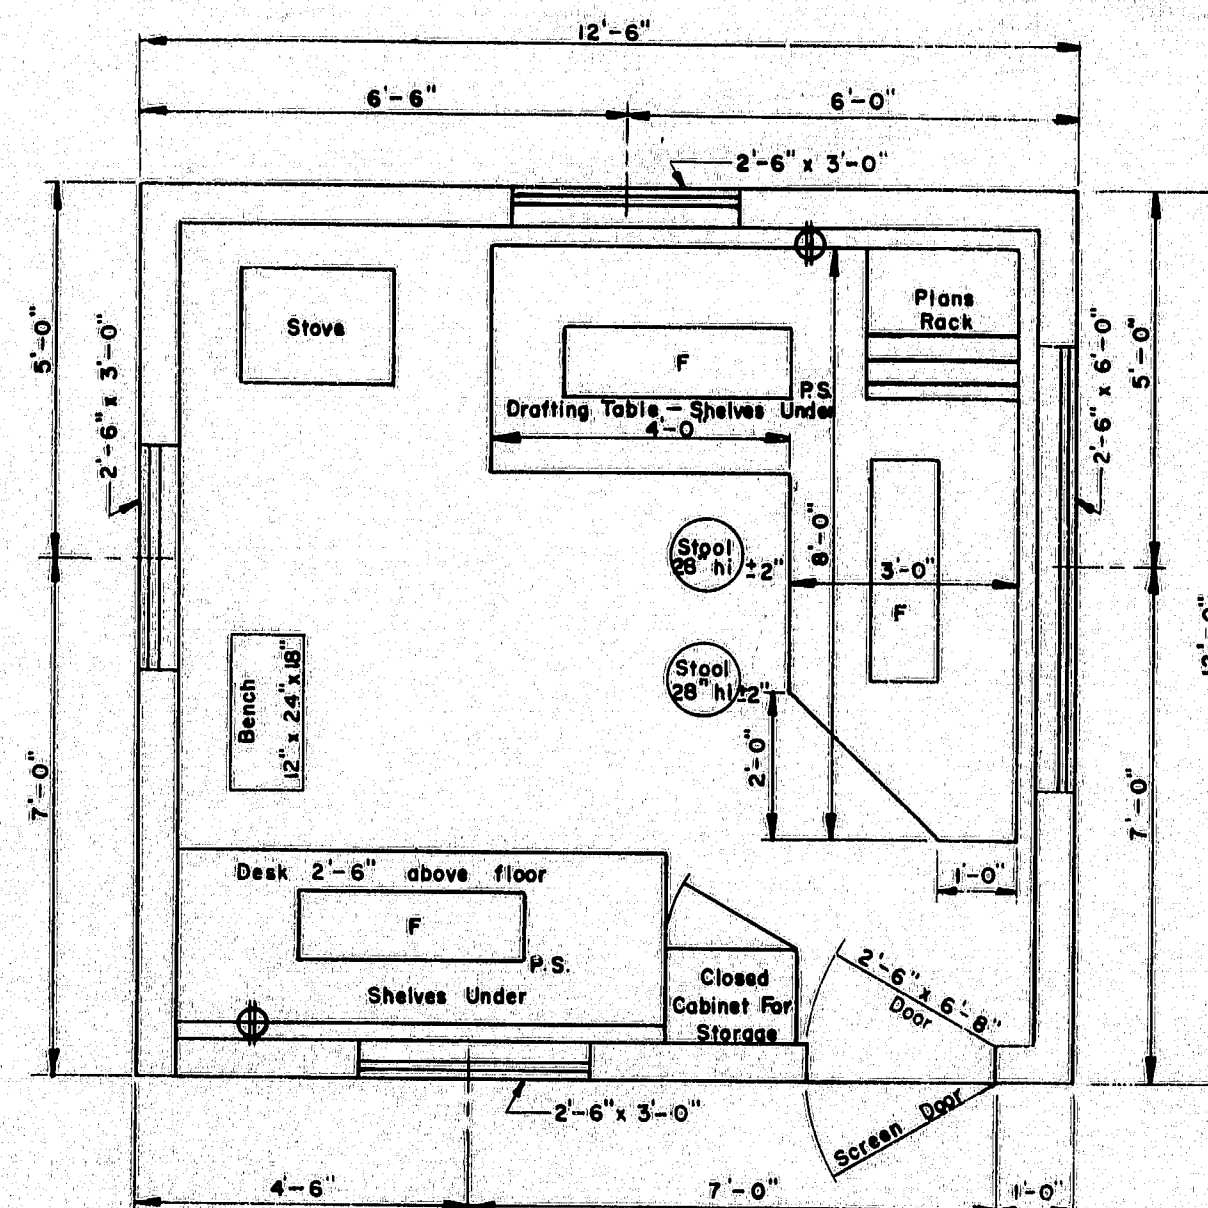 12'-6"
6'-6"
6'-0"
2'-6" x 3'-0"
5'-0"
2'-6" x 3'-0"
Stove
Plans
Rack
2'-6" x 6'-0"
5'-0"
F
P.S.
Drafting Table – Shelves Under
4'-0"
8'-0"
Stool
28" hi ±2"
3'-0"
F
Stool
28" hi ±2"
Bench
12" x 24" x 18"
2'-0"
7'-0"
7'-0"
1'-0"
Desk 2'-6" above floor
F
P.S.
Shelves Under
Closed
Cabinet For
Storage
2'-6" x 6'-8"
Door
2'-6" x 3'-0"
Screen Door
4'-6"
7'-0"
1'-0"